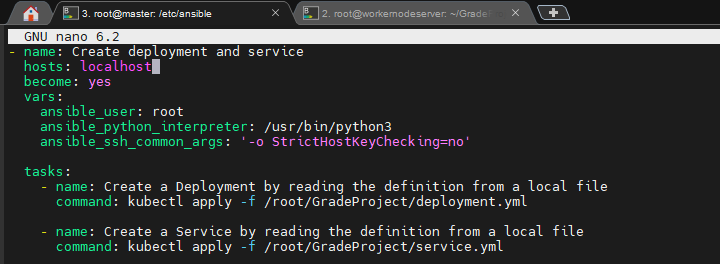 3. root@master: /etc/ansible
2. root@workernodeserver: ~/Grade
GNU nano 6.2
- name: Create deployment and service
  hosts: localhost
  become: yes
  vars:
    ansible_user: root
    ansible_python_interpreter: /usr/bin/python3
    ansible_ssh_common_args: '-o StrictHostKeyChecking=no'
  tasks:
    - name: Create a Deployment by reading the definition from a local file
      command: kubectl apply -f /root/GradeProject/deployment.yml
    - name: Create a Service by reading the definition from a local file
      command: kubectl apply -f /root/GradeProject/service.yml